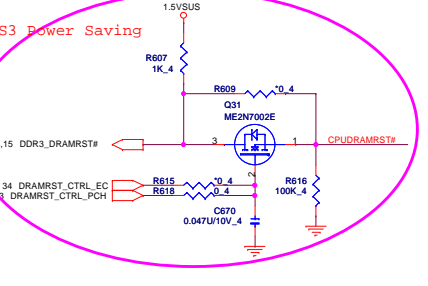 1.5VSUS
S3 Power Saving
R607
1K_4
R609 *0_4
Q31
ME2N7002E
,15 DDR3_DRAMRST# 3 1 CPUDRAMRST#
2
34 DRAMRST_CTRL_EC R615 *0_4
3 DRAMRST_CTRL_PCH R618 0_4
R616
100K_4
C670
0.047U/10V_4